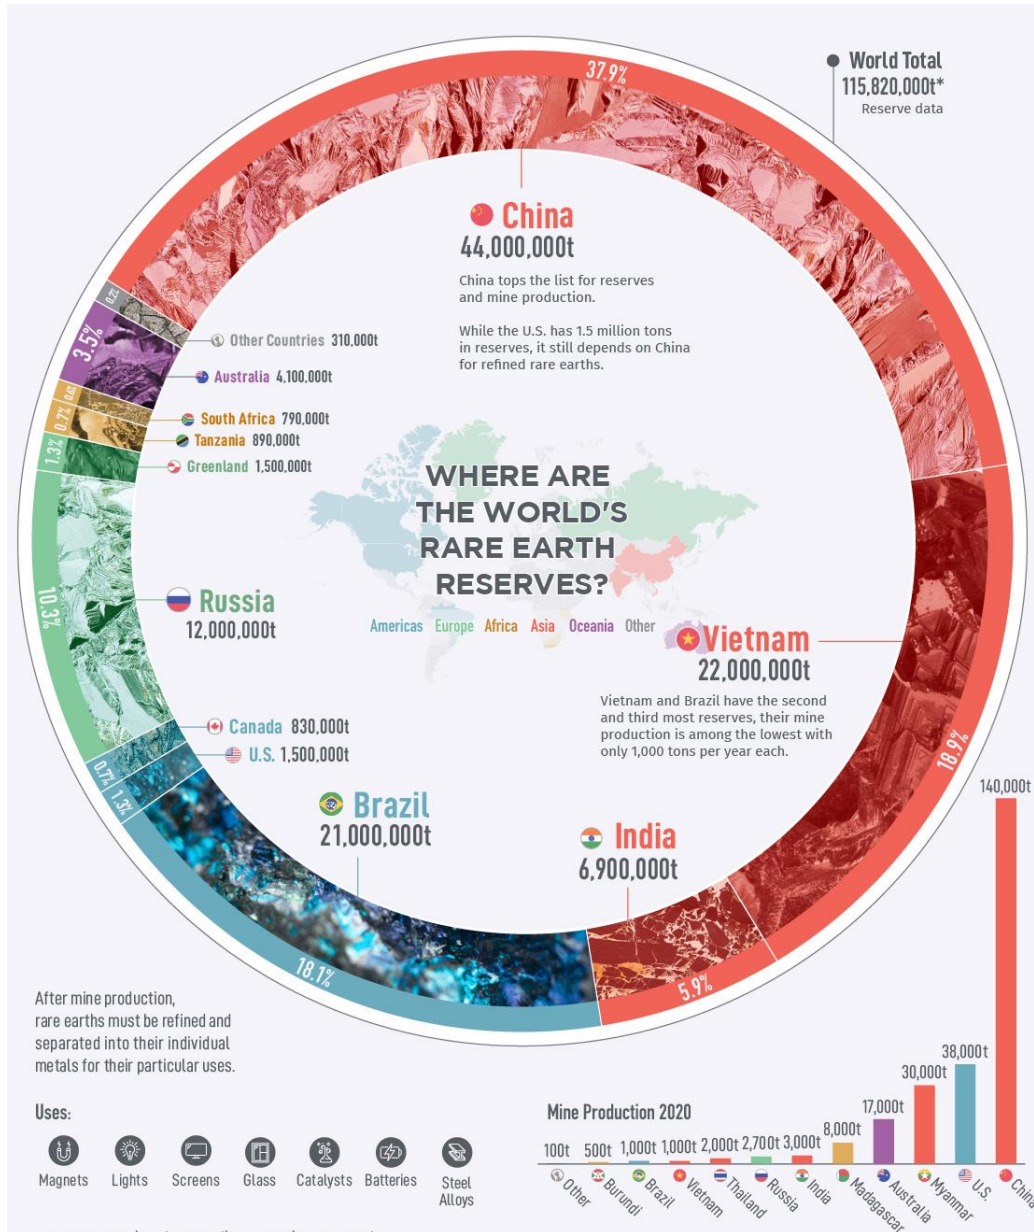 37.9%
World Total
115,820,000t*
Reserve data
China
44,000,000t
China tops the list for reserves
and mine production.
While the U.S. has 1.5 million tons
in reserves, it still depends on China
for refined rare earths.
0.2%
Other Countries 310,000t
3.5%
Australia 4,100,000t
0.6%
South Africa 790,000t
0.7%
Tanzania 890,000t
1.3%
Greenland 1,500,000t
WHERE ARE
THE WORLD'S
RARE EARTH
RESERVES?
Americas Europe Africa Asia Oceania Other
10.3%
Russia
12,000,000t
Vietnam
22,000,000t
Vietnam and Brazil have the second
and third most reserves, their mine
production is among the lowest with
only 1,000 tons per year each.
18.9%
Canada 830,000t
0.7%
U.S. 1,500,000t
1.3%
Brazil
21,000,000t
18.1%
India
6,900,000t
5.9%
After mine production,
rare earths must be refined and
separated into their individual
metals for their particular uses.
Uses:
Magnets
Lights
Screens
Glass
Catalysts
Batteries
Steel
Alloys
Mine Production 2020
100t
500t
1,000t
1,000t
2,000t
2,700t
3,000t
8,000t
17,000t
30,000t
38,000t
140,000t
Other
Burundi
Brazil
Vietnam
Thailand
Russia
India
Madagascar
Australia
Myanmar
U.S.
China